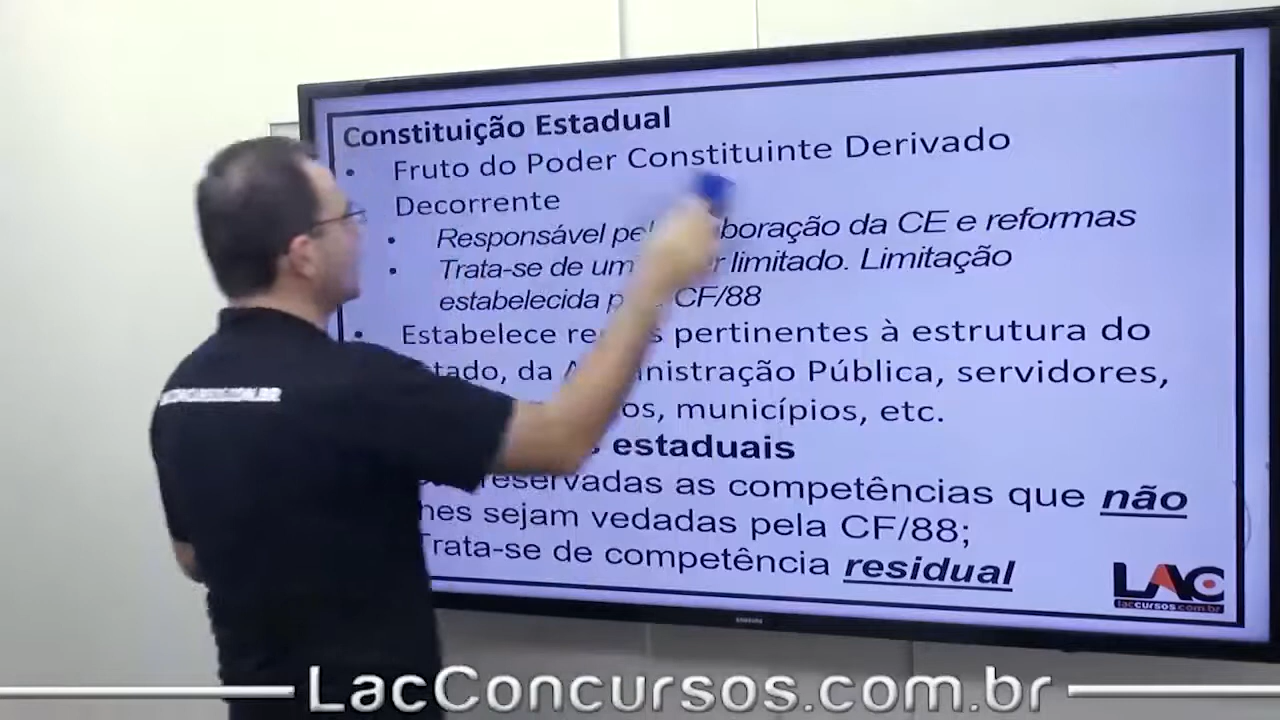 Constituição Estadual
• Fruto do Poder Constituinte Derivado
Decorrente
• Responsável boração da CE e reformas
• Trata-se de um limitado. Limitação
estabelecida CF/88
• Estabelece pertinentes à estrutura do
tado, da nistração Pública, servidores,
os, municípios, etc.
estaduais
reservadas as competências que não
hes sejam vedadas pela CF/88;
Trata-se de competência residual
LAC
laccursos.com.br
SAMSUNG
LacConcursos.com.br